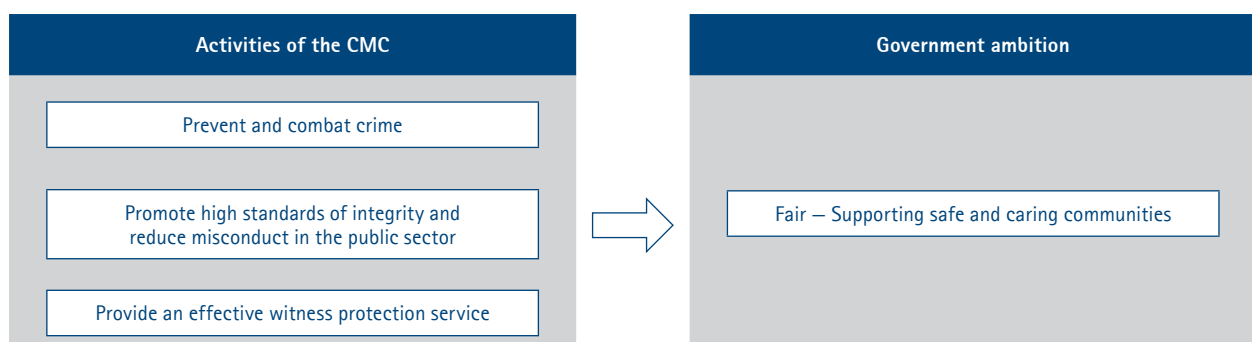 Activities of the CMC
Prevent and combat crime
Promote high standards of integrity and
reduce misconduct in the public sector
Provide an effective witness protection service
Government ambition
Fair — Supporting safe and caring communities